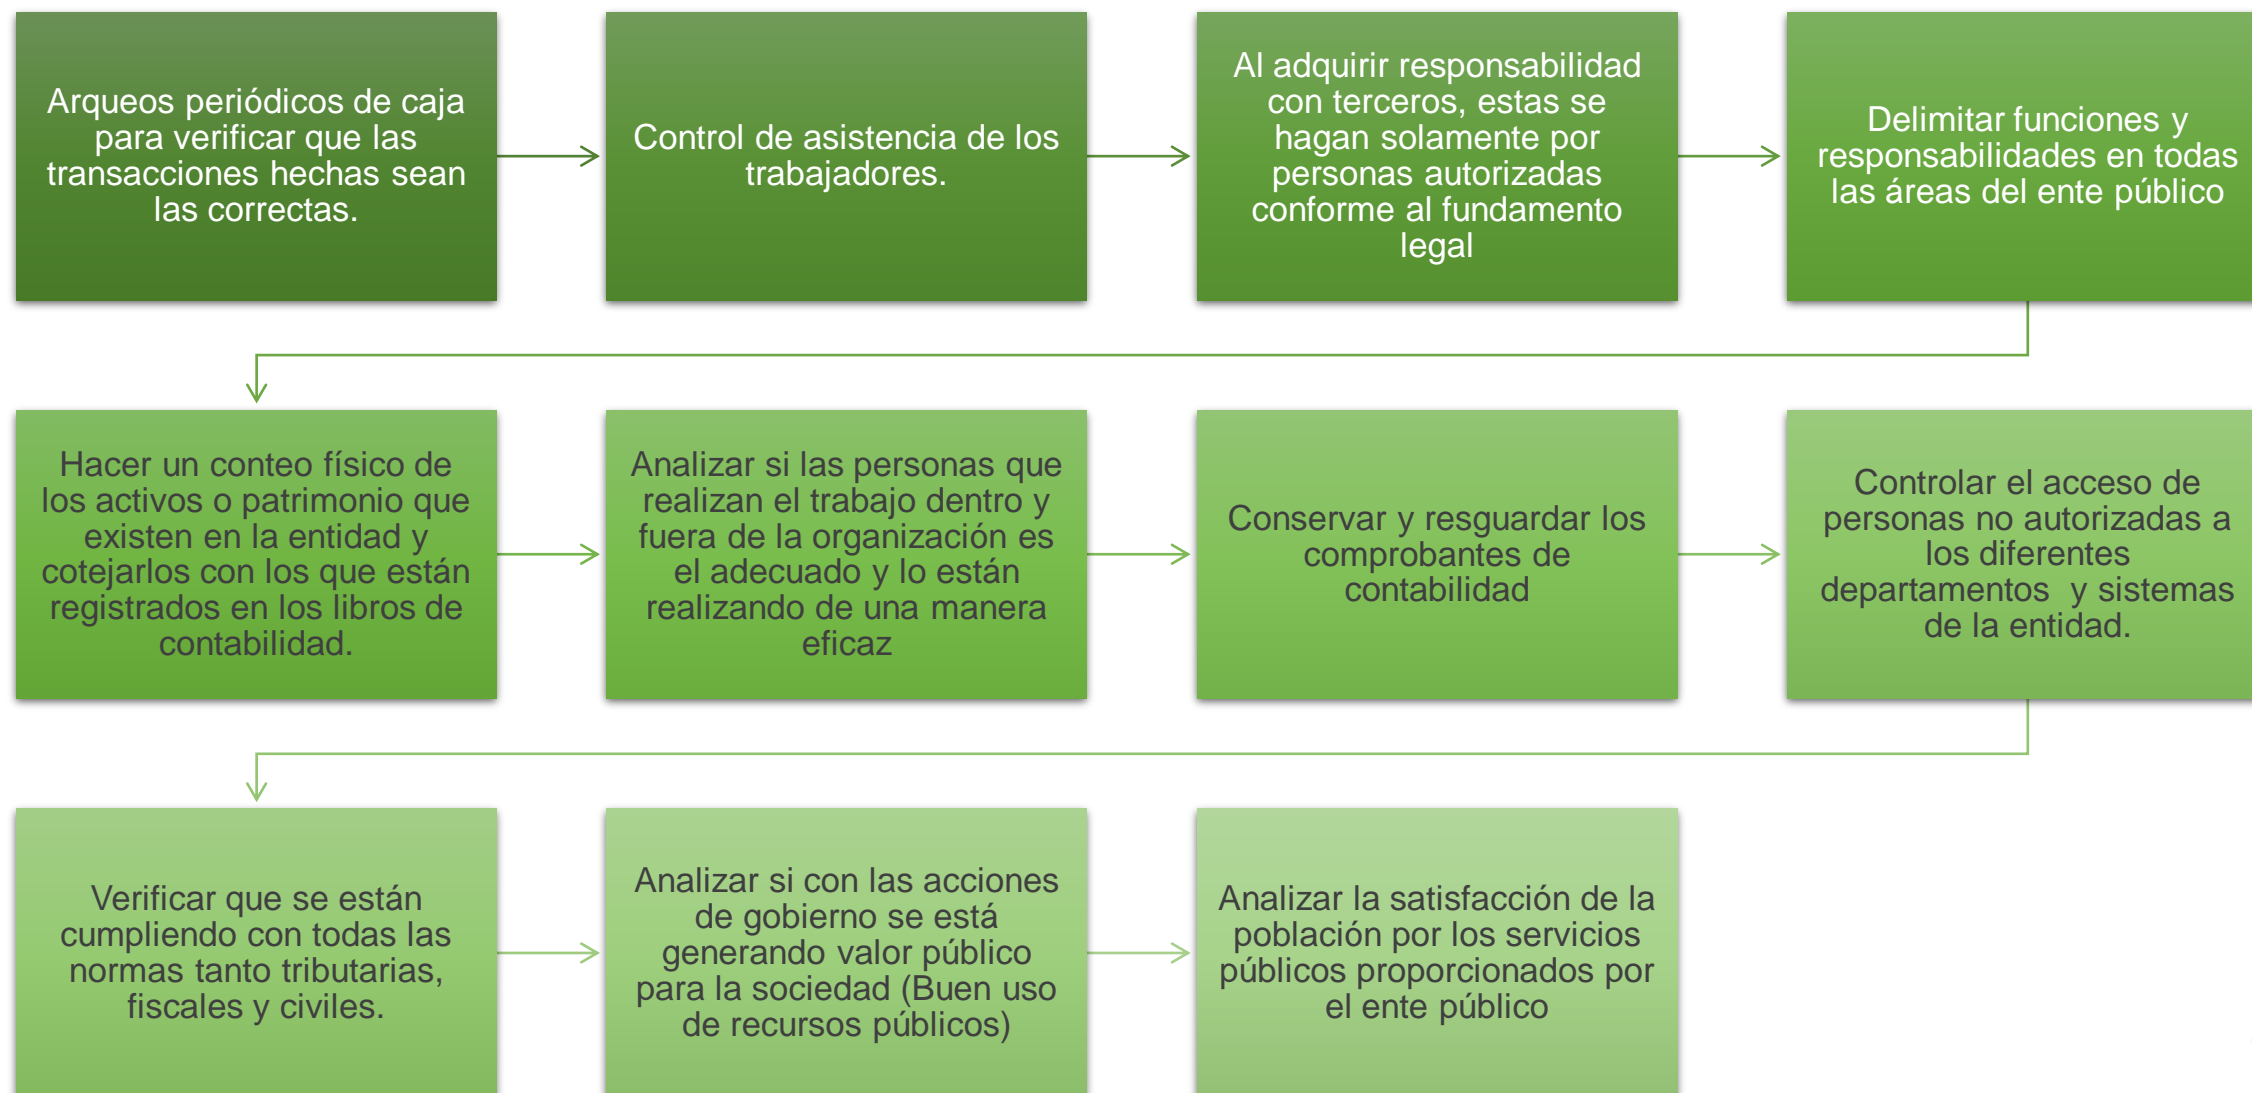 Arqueos periódicos de caja
para verificar que las
transacciones hechas sean
las correctas.
Control de asistencia de los
trabajadores.
Al adquirir responsabilidad
con terceros, estas se
hagan solamente por
personas autorizadas
conforme al fundamento
legal
Delimitar funciones y
responsabilidades en todas
las áreas del ente público
Hacer un conteo físico de
los activos o patrimonio que
existen en la entidad y
cotejarlos con los que están
registrados en los libros de
contabilidad.
Analizar si las personas que
realizan el trabajo dentro y
fuera de la organización es
el adecuado y lo están
realizando de una manera
eficaz
Conservar y resguardar los
comprobantes de
contabilidad
Controlar el acceso de
personas no autorizadas a
los diferentes
departamentos  y sistemas
de la entidad.
Verificar que se están
cumpliendo con todas las
normas tanto tributarias,
fiscales y civiles.
Analizar si con las acciones
de gobierno se está
generando valor público
para la sociedad (Buen uso
de recursos públicos)
Analizar la satisfacción de la
población por los servicios
públicos proporcionados por
el ente público